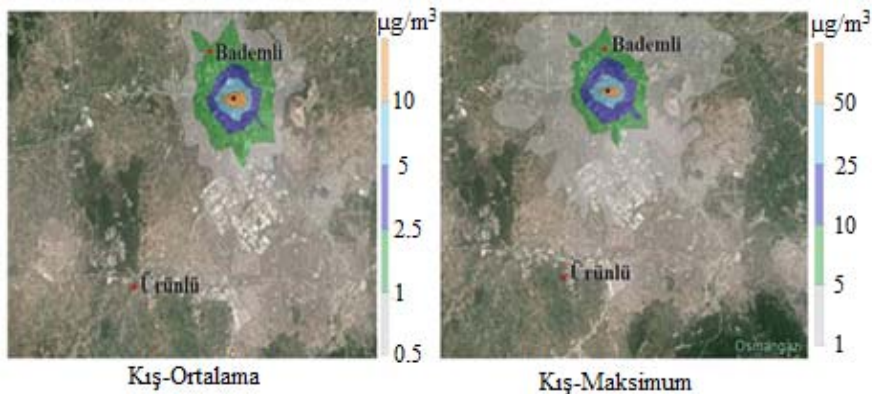 µg/m³
Bademli
10
5
2.5
1
0.5
Ürünlü
Kış-Ortalama
µg/m³
Bademli
50
25
10
5
1
Ürünlü
Osmangazi
Kış-Maksimum